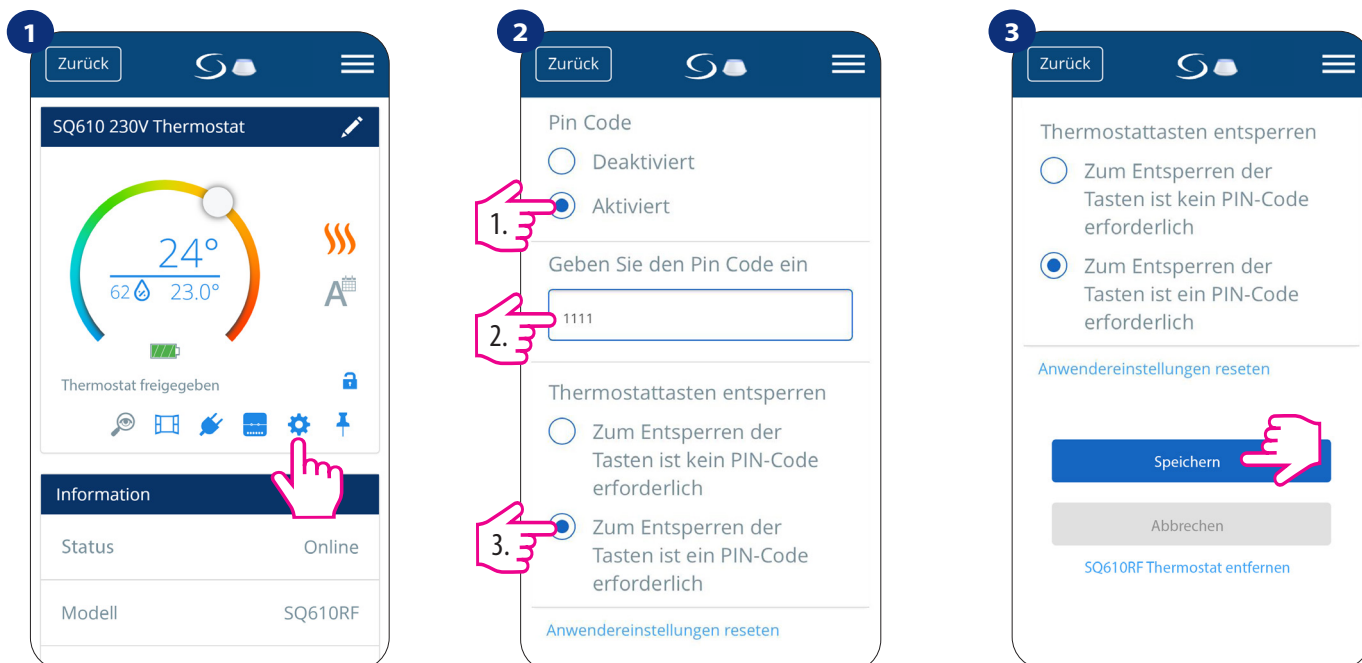 1
Zurück
SQ610 230V Thermostat
24°
62 23.0°
A
Thermostat freigegeben
Information
Status Online
Modell SQ610RF
2
Zurück
Pin Code
Deaktiviert
1. Aktiviert
Geben Sie den Pin Code ein
2. 1111
Thermostattasten entsperren
Zum Entsperren der
Tasten ist kein PIN-Code
erforderlich
3. Zum Entsperren der
Tasten ist ein PIN-Code
erforderlich
Anwendereinstellungen reseten
3
Zurück
Thermostattasten entsperren
Zum Entsperren der
Tasten ist kein PIN-Code
erforderlich
Zum Entsperren der
Tasten ist ein PIN-Code
erforderlich
Anwendereinstellungen reseten
Speichern
Abbrechen
SQ610RF Thermostat entfernen